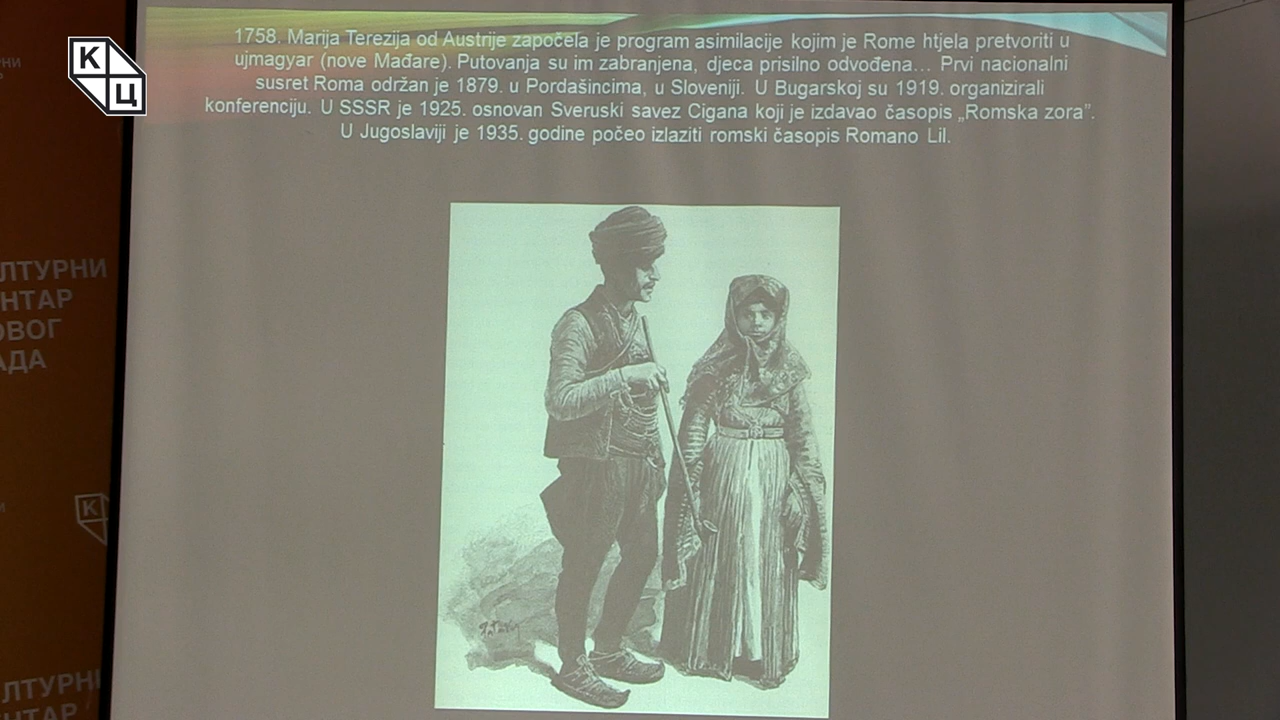 К
Ц
1758. Marija Terezija od Austrije započela je program asimilacije kojim je Rome htjela pretvoriti u
ujmagyar (nove Mađare). Putovanja su im zabranjena, djeca prisilno odvođena... Prvi nacionalni
susret Roma održan je 1879. u Pordašincima, u Sloveniji. U Bugarskoj su 1919. organizirali
konferenciju. U SSSR je 1925. osnovan Sveruski savez Cigana koji je izdavao časopis „Romska zora”.
U Jugoslaviji je 1935. godine počeo izlaziti romski časopis Romano Lil.
ЛТУРНИ
НТАР
ОВОГ
АДА
К
ЛТУРНИ
НТАР